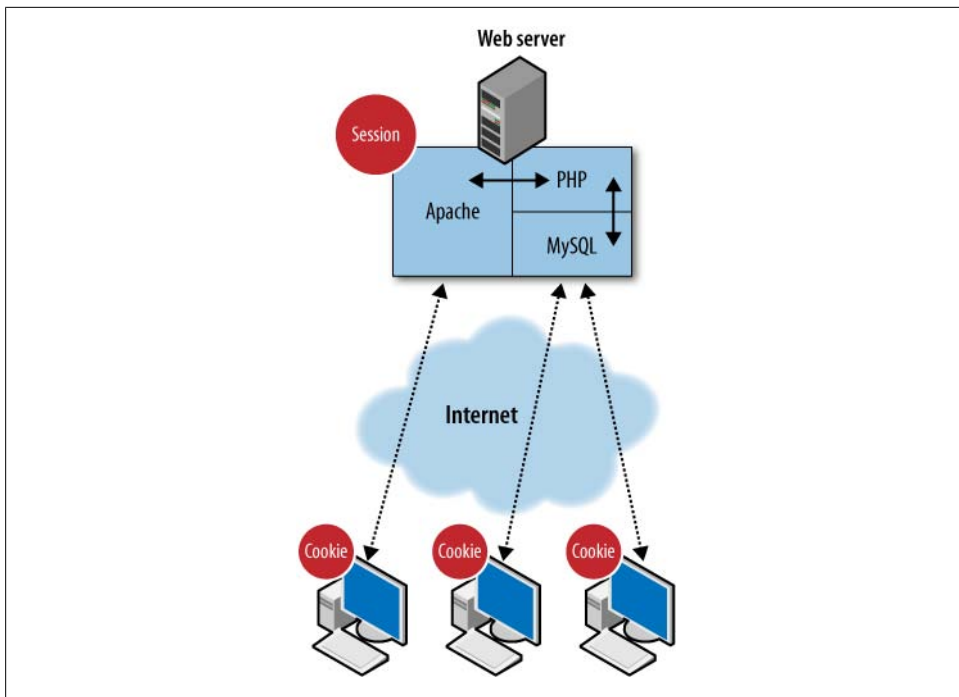 Web server
Session
PHP
Apache
MySQL
Internet
Cookie
Cookie
Cookie